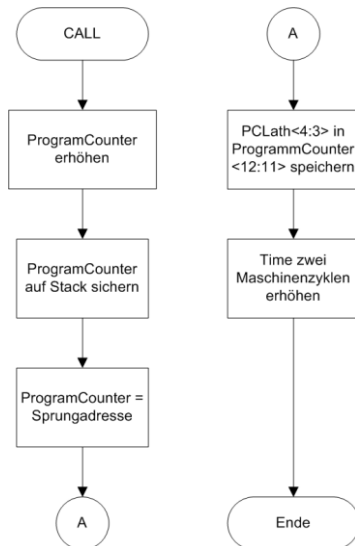 CALL
ProgramCounter
erhöhen
ProgramCounter
auf Stack sichern
ProgramCounter =
Sprungadresse
A
A
PCLath<4:3> in
ProgrammCounter
<12:11> speichern
Time zwei
Maschinenzyklen
erhöhen
Ende